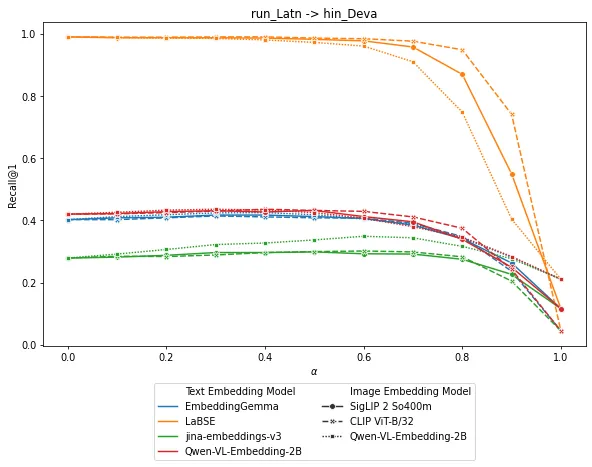 run_Latn -> hin_Deva
Recall@1
1.0
0.8
0.6
0.4
0.2
0.0
0.0 0.2 0.4 0.6 0.8 1.0
α
Text Embedding Model
EmbeddingGemma
LaBSE
jina-embeddings-v3
Qwen-VL-Embedding-2B
Image Embedding Model
SigLIP 2 So400m
CLIP ViT-B/32
Qwen-VL-Embedding-2B